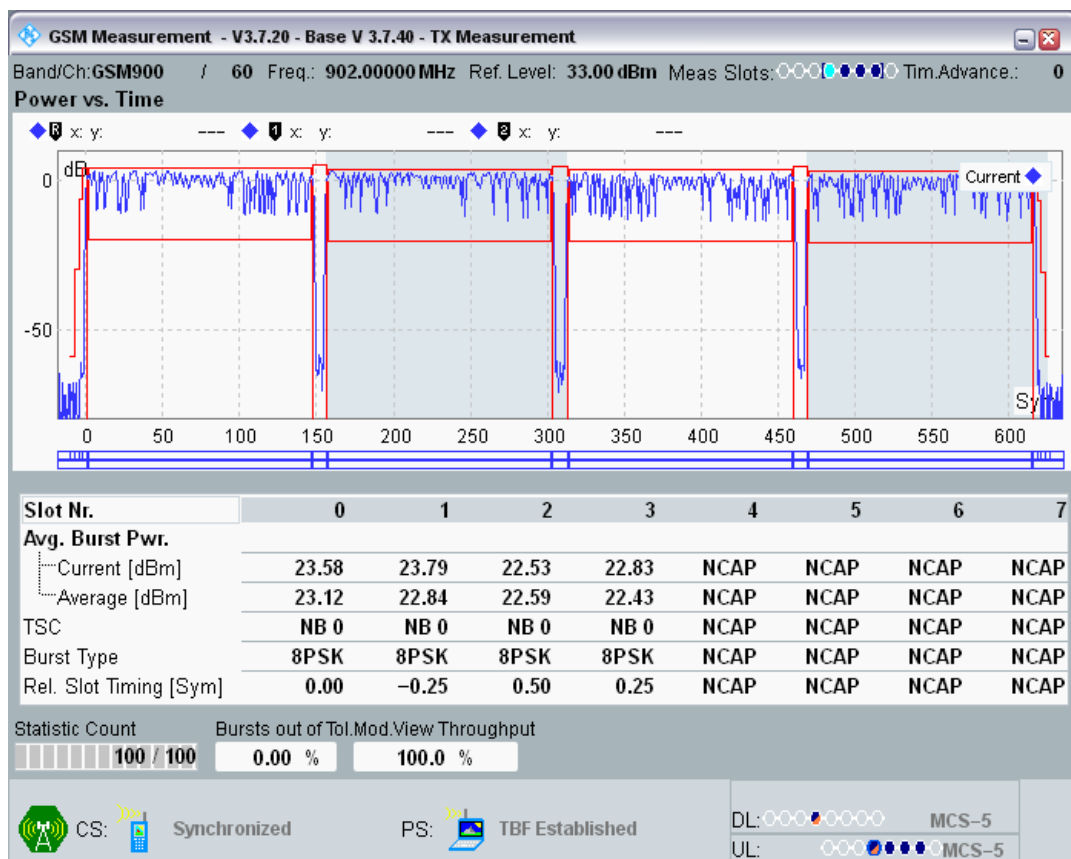 GSM Measurement - V3.7.20 - Base V 3.7.40 - TX Measurement
Band/Ch:GSM900 / 60 Freq.: 902.00000 MHz Ref. Level: 33.00 dBm Meas Slots: Tim.Advance.: 0
Power vs. Time
R x: y: --- 1 x: y: --- 2 x: y: ---
dB
Current
0
-50
Sy
0 50 100 150 200 250 300 350 400 450 500 550 600
Slot Nr. 0 1 2 3 4 5 6 7
Avg. Burst Pwr.
Current [dBm] 23.58 23.79 22.53 22.83 NCAP NCAP NCAP NCAP
Average [dBm] 23.12 22.84 22.59 22.43 NCAP NCAP NCAP NCAP
TSC NB 0 NB 0 NB 0 NB 0 NCAP NCAP NCAP NCAP
Burst Type 8PSK 8PSK 8PSK 8PSK NCAP NCAP NCAP NCAP
Rel. Slot Timing [Sym] 0.00 −0.25 0.50 0.25 NCAP NCAP NCAP NCAP
Statistic Count Bursts out of Tol.Mod.View Throughput
100 / 100 0.00 % 100.0 %
CS: Synchronized PS: TBF Established
DL: MCS−5
UL: MCS−5